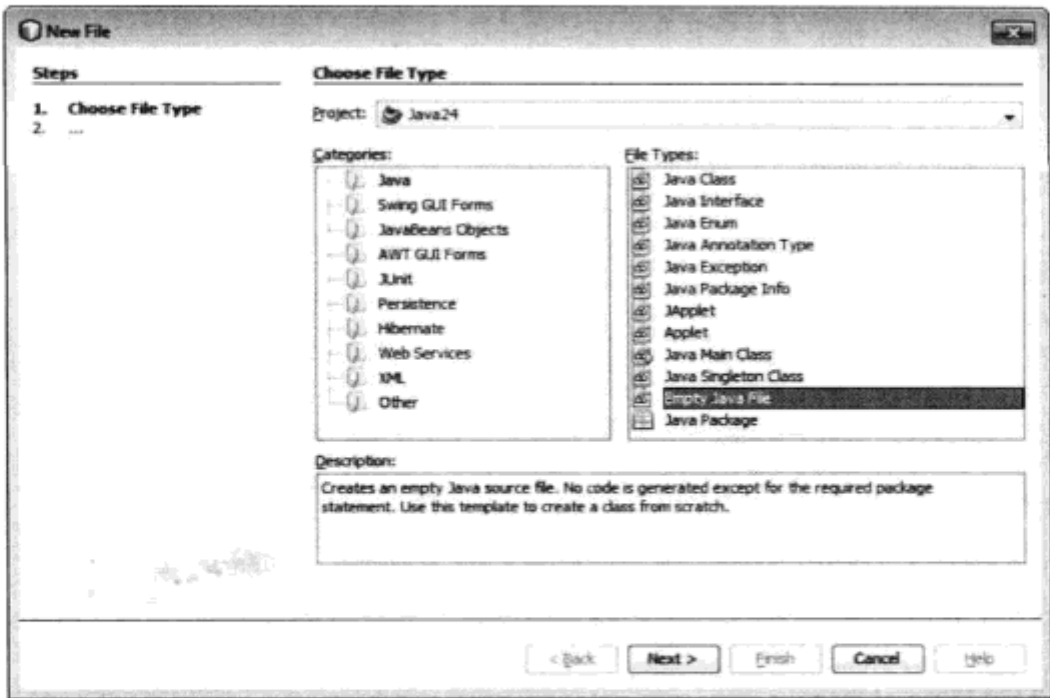 New File
Steps
1. Choose File Type
2. ...
Choose File Type
Project: Java24
Categories:
Java
Swing GUI Forms
JavaBeans Objects
AWT GUI Forms
JUnit
Persistence
Hibernate
Web Services
XML
Other
File Types:
Java Class
Java Interface
Java Enum
Java Annotation Type
Java Exception
Java Package Info
JApplet
Applet
Java Main Class
Java Singleton Class
Empty Java File
Java Package
Description:
Creates an empty Java source file. No code is generated except for the required package
statement. Use this template to create a class from scratch.
< Back
Next >
Finish
Cancel
Help